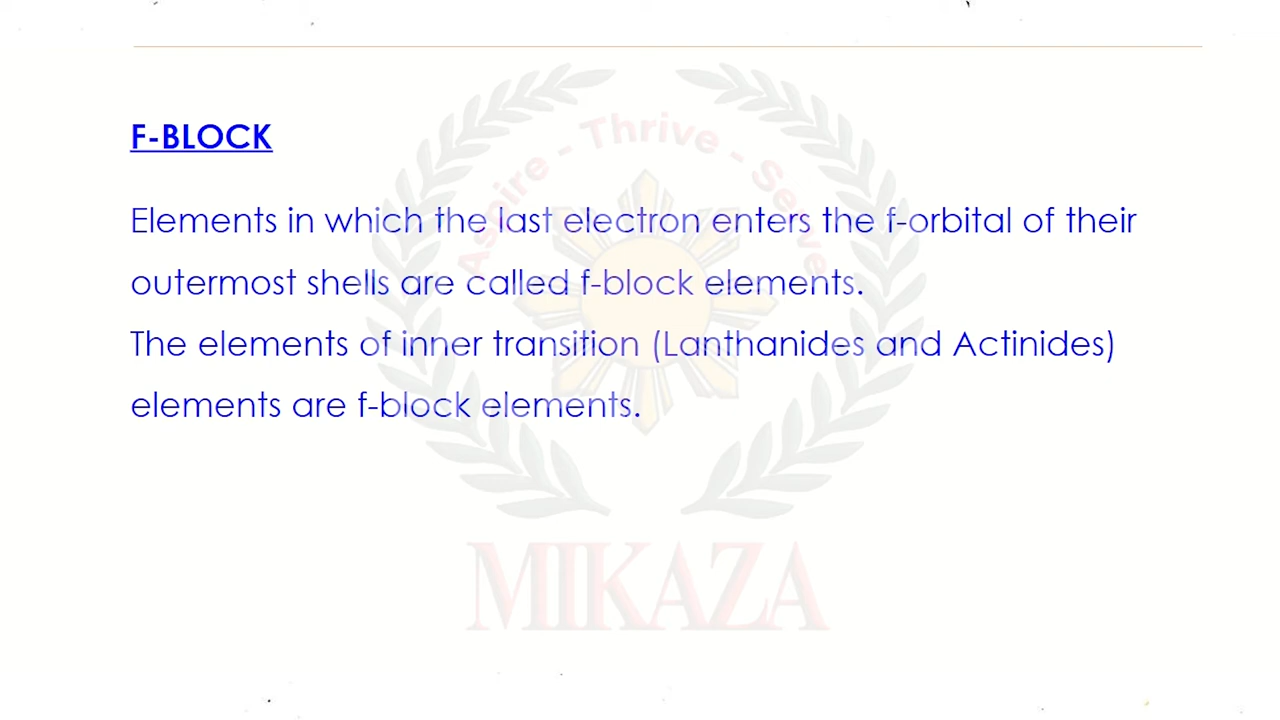 Aspire - Thrive - Serve
F-BLOCK
Elements in which the last electron enters the f-orbital of their
outermost shells are called f-block elements.
The elements of inner transition (Lanthanides and Actinides)
elements are f-block elements.
MIKAZA